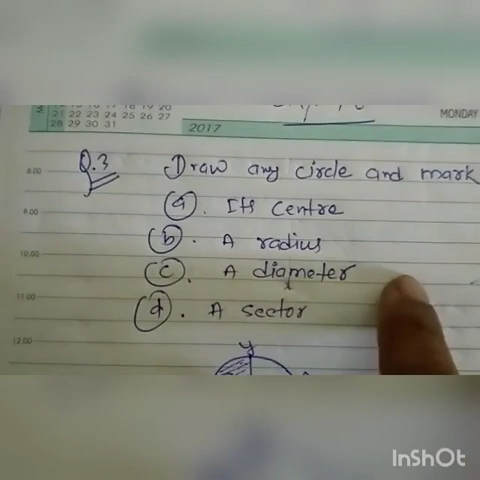 21 22 23 24 25 26 27
28 29 30 31
2017
MONDAY
Q.3 Draw any circle and mark
8.00
(a). Its centre
9.00
(b). A radius
10.00
(c). A diameter
11.00
(d). A sector
12.00
y
InShOt